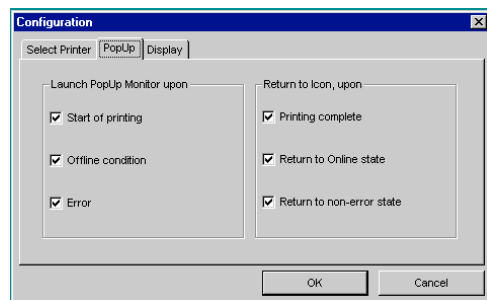 Configuration
Select Printer PopUp Display
Launch PopUp Monitor upon
Start of printing
Offline condition
Error
Return to Icon, upon
Printing complete
Return to Online state
Return to non-error state
OK Cancel